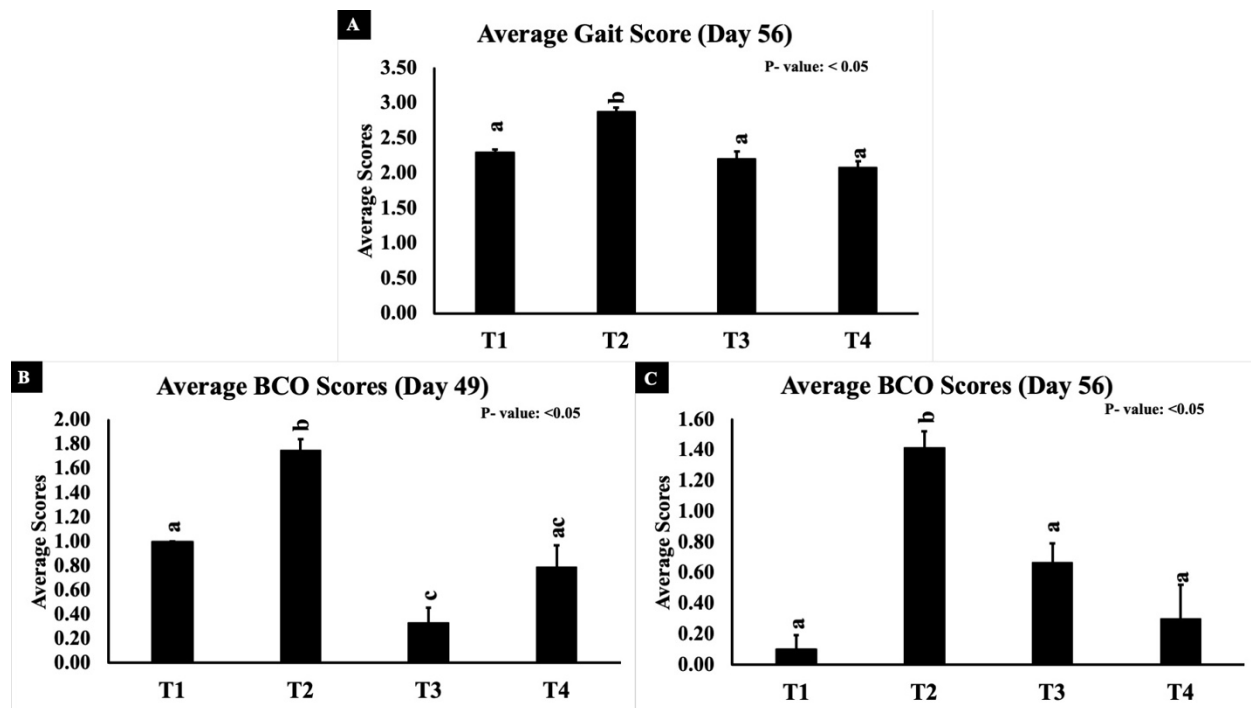 A
Average Gait Score (Day 56)
P- value: < 0.05
Average Scores
3.50
3.00
2.50
2.00
1.50
1.00
0.50
0.00
a
b
a
a
T1
T2
T3
T4
B
Average BCO Scores (Day 49)
P- value: <0.05
Average Scores
2.00
1.80
1.60
1.40
1.20
1.00
0.80
0.60
0.40
0.20
0.00
a
b
c
ac
T1
T2
T3
T4
C
Average BCO Scores (Day 56)
P- value: <0.05
Average Scores
1.60
1.40
1.20
1.00
0.80
0.60
0.40
0.20
0.00
a
b
a
a
T1
T2
T3
T4